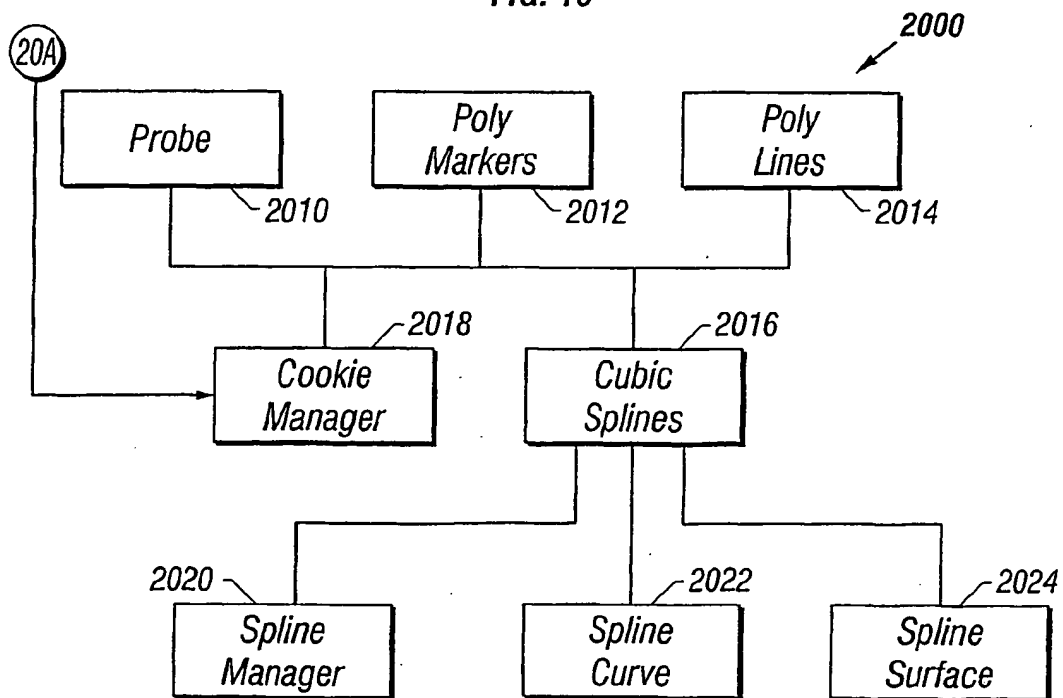 2000
20A
Probe
Poly
Markers
Poly
Lines
2010
2012
2014
2018
2016
Cookie
Manager
Cubic
Splines
2020
2022
2024
Spline
Manager
Spline
Curve
Spline
Surface